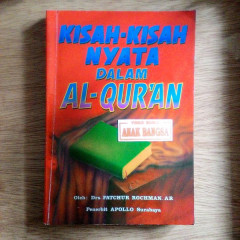 KISAH-KISAH
NYATA
DALAM
AL-QUR'AN
ANAK BANGSA
Oleh: Drs FATCHUR ROCHMAN AR
Penerbit APOLLO Surabaya